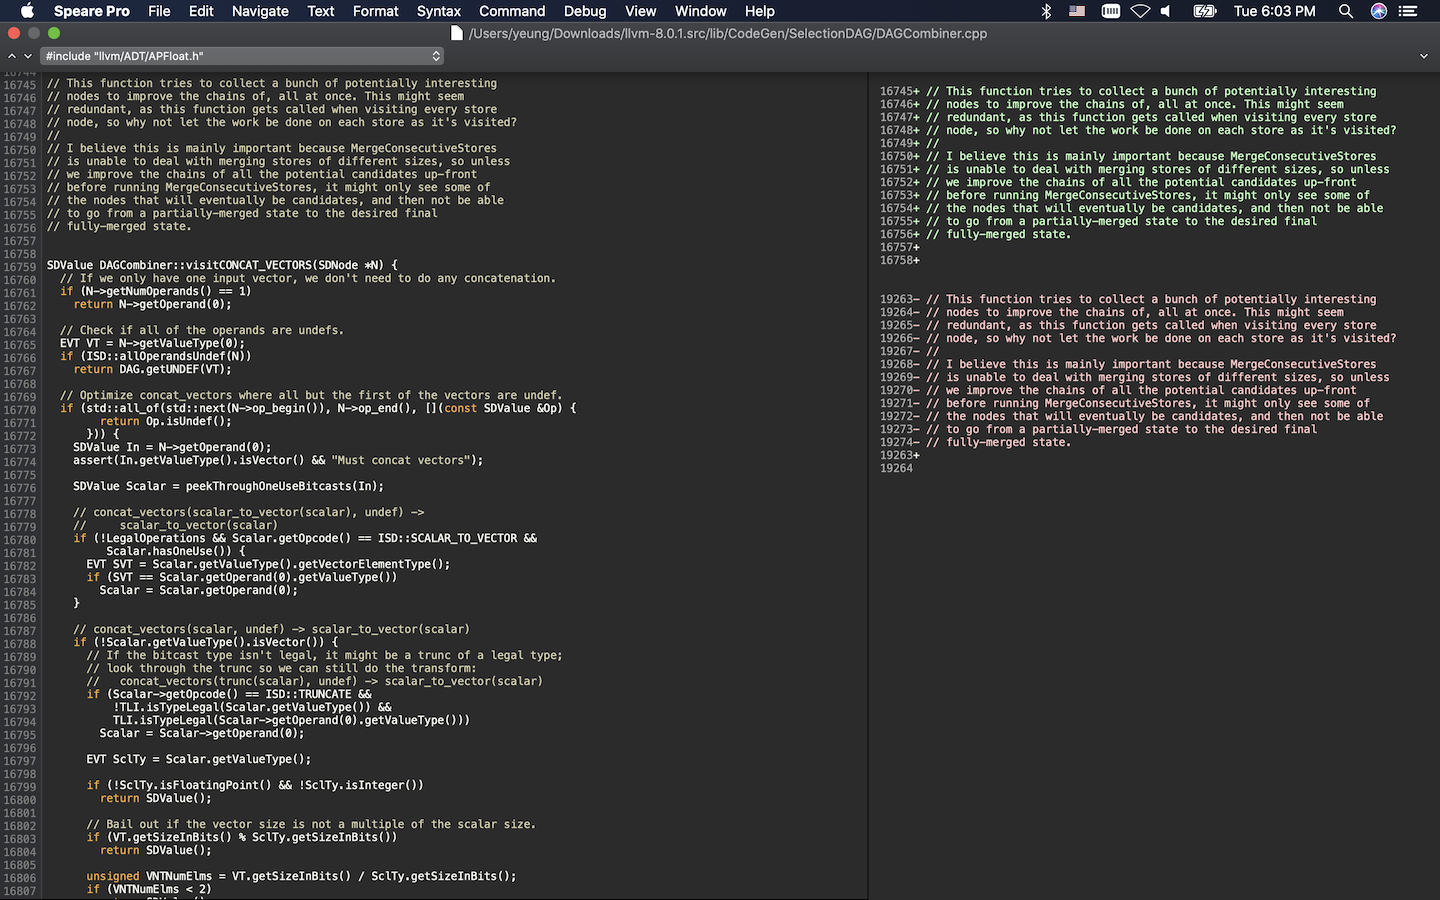 Speare Pro File Edit Navigate Text Format Syntax Command Debug View Window Help Tue 6:03 PM
/Users/yeung/Downloads/llvm-8.0.1.src/lib/CodeGen/SelectionDAG/DAGCombiner.cpp
#include "llvm/ADT/APFloat.h"
16744
16745 // This function tries to collect a bunch of potentially interesting
16746 // nodes to improve the chains of, all at once. This might seem
16747 // redundant, as this function gets called when visiting every store
16748 // node, so why not let the work be done on each store as it's visited?
16749 //
16750 // I believe this is mainly important because MergeConsecutiveStores
16751 // is unable to deal with merging stores of different sizes, so unless
16752 // we improve the chains of all the potential candidates up-front
16753 // before running MergeConsecutiveStores, it might only see some of
16754 // the nodes that will eventually be candidates, and then not be able
16755 // to go from a partially-merged state to the desired final
16756 // fully-merged state.
16757
16758
16759 SDValue DAGCombiner::visitCONCAT_VECTORS(SDNode *N) {
16760   // If we only have one input vector, we don't need to do any concatenation.
16761   if (N->getNumOperands() == 1)
16762     return N->getOperand(0);
16763
16764   // Check if all of the operands are undefs.
16765   EVT VT = N->getValueType(0);
16766   if (ISD::allOperandsUndef(N))
16767     return DAG.getUNDEF(VT);
16768
16769   // Optimize concat_vectors where all but the first of the vectors are undef.
16770   if (std::all_of(std::next(N->op_begin()), N->op_end(), [](const SDValue &Op) {
16771         return Op.isUndef();
16772       })) {
16773     SDValue In = N->getOperand(0);
16774     assert(In.getValueType().isVector() && "Must concat vectors");
16775
16776     SDValue Scalar = peekThroughOneUseBitcasts(In);
16777
16778     // concat_vectors(scalar_to_vector(scalar), undef) ->
16779     //     scalar_to_vector(scalar)
16780     if (!LegalOperations && Scalar.getOpcode() == ISD::SCALAR_TO_VECTOR &&
16781          Scalar.hasOneUse()) {
16782       EVT SVT = Scalar.getValueType().getVectorElementType();
16783       if (SVT == Scalar.getOperand(0).getValueType())
16784         Scalar = Scalar.getOperand(0);
16785     }
16786
16787     // concat_vectors(scalar, undef) -> scalar_to_vector(scalar)
16788     if (!Scalar.getValueType().isVector()) {
16789       // If the bitcast type isn't legal, it might be a trunc of a legal type;
16790       // look through the trunc so we can still do the transform:
16791       //   concat_vectors(trunc(scalar), undef) -> scalar_to_vector(scalar)
16792       if (Scalar->getOpcode() == ISD::TRUNCATE &&
16793           !TLI.isTypeLegal(Scalar.getValueType()) &&
16794           TLI.isTypeLegal(Scalar->getOperand(0).getValueType()))
16795         Scalar = Scalar->getOperand(0);
16796
16797       EVT SclTy = Scalar.getValueType();
16798
16799       if (!SclTy.isFloatingPoint() && !SclTy.isInteger())
16800         return SDValue();
16801
16802       // Bail out if the vector size is not a multiple of the scalar size.
16803       if (VT.getSizeInBits() % SclTy.getSizeInBits())
16804         return SDValue();
16805
16806       unsigned VNTNumElms = VT.getSizeInBits() / SclTy.getSizeInBits();
16807       if (VNTNumElms < 2)
16745+ // This function tries to collect a bunch of potentially interesting
16746+ // nodes to improve the chains of, all at once. This might seem
16747+ // redundant, as this function gets called when visiting every store
16748+ // node, so why not let the work be done on each store as it's visited?
16749+ //
16750+ // I believe this is mainly important because MergeConsecutiveStores
16751+ // is unable to deal with merging stores of different sizes, so unless
16752+ // we improve the chains of all the potential candidates up-front
16753+ // before running MergeConsecutiveStores, it might only see some of
16754+ // the nodes that will eventually be candidates, and then not be able
16755+ // to go from a partially-merged state to the desired final
16756+ // fully-merged state.
16757+
16758+
19263- // This function tries to collect a bunch of potentially interesting
19264- // nodes to improve the chains of, all at once. This might seem
19265- // redundant, as this function gets called when visiting every store
19266- // node, so why not let the work be done on each store as it's visited?
19267- //
19268- // I believe this is mainly important because MergeConsecutiveStores
19269- // is unable to deal with merging stores of different sizes, so unless
19270- // we improve the chains of all the potential candidates up-front
19271- // before running MergeConsecutiveStores, it might only see some of
19272- // the nodes that will eventually be candidates, and then not be able
19273- // to go from a partially-merged state to the desired final
19274- // fully-merged state.
19263+
19264